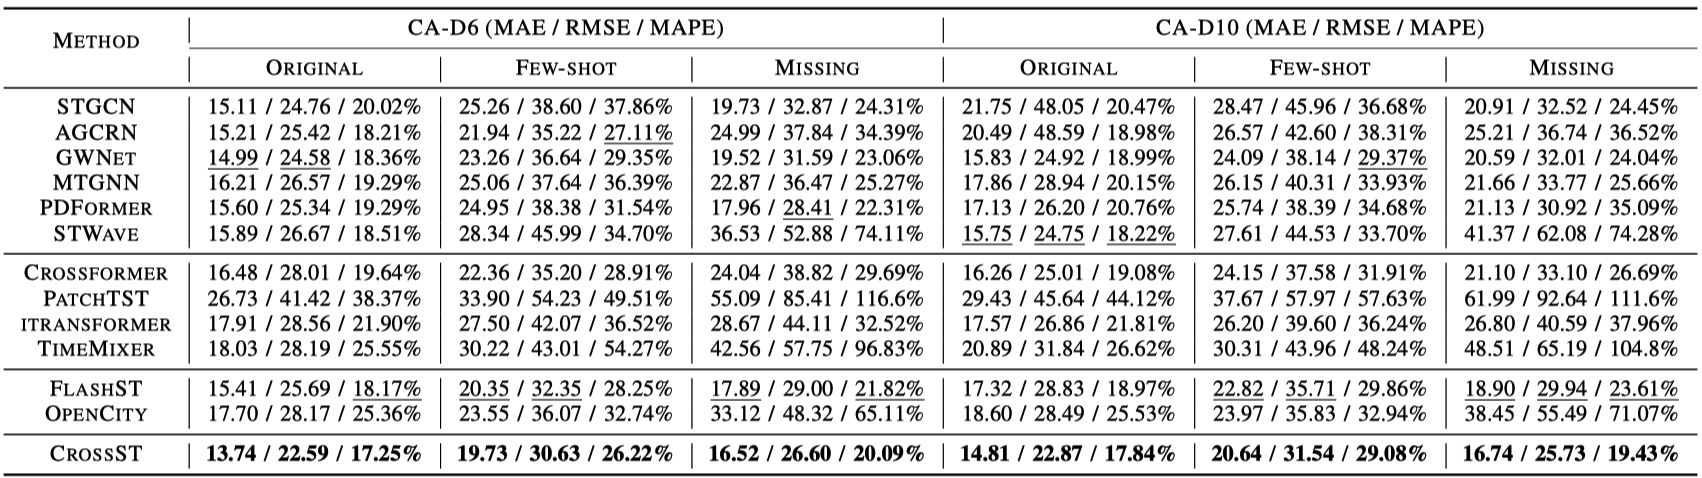 METHOD | CA-D6 (MAE / RMSE / MAPE) | CA-D10 (MAE / RMSE / MAPE)
ORIGINAL | FEW-SHOT | MISSING | ORIGINAL | FEW-SHOT | MISSING
STGCN | 15.11 / 24.76 / 20.02% | 25.26 / 38.60 / 37.86% | 19.73 / 32.87 / 24.31% | 21.75 / 48.05 / 20.47% | 28.47 / 45.96 / 36.68% | 20.91 / 32.52 / 24.45%
AGCRN | 15.21 / 25.42 / 18.21% | 21.94 / 35.22 / 27.11% | 24.99 / 37.84 / 34.39% | 20.49 / 48.59 / 18.98% | 26.57 / 42.60 / 38.31% | 25.21 / 36.74 / 36.52%
GWNET | 14.99 / 24.58 / 18.36% | 23.26 / 36.64 / 29.35% | 19.52 / 31.59 / 23.06% | 15.83 / 24.92 / 18.99% | 24.09 / 38.14 / 29.37% | 20.59 / 32.01 / 24.04%
MTGNN | 16.21 / 26.57 / 19.29% | 25.06 / 37.64 / 36.39% | 22.87 / 36.47 / 25.27% | 17.86 / 28.94 / 20.15% | 26.15 / 40.31 / 33.93% | 21.66 / 33.77 / 25.66%
PDFORMER | 15.60 / 25.34 / 19.29% | 24.95 / 38.38 / 31.54% | 17.96 / 28.41 / 22.31% | 17.13 / 26.20 / 20.76% | 25.74 / 38.39 / 34.68% | 21.13 / 30.92 / 35.09%
STWAVE | 15.89 / 26.67 / 18.51% | 28.34 / 45.99 / 34.70% | 36.53 / 52.88 / 74.11% | 15.75 / 24.75 / 18.22% | 27.61 / 44.53 / 33.70% | 41.37 / 62.08 / 74.28%
CROSSFORMER | 16.48 / 28.01 / 19.64% | 22.36 / 35.20 / 28.91% | 24.04 / 38.82 / 29.69% | 16.26 / 25.01 / 19.08% | 24.15 / 37.58 / 31.91% | 21.10 / 33.10 / 26.69%
PATCHTST | 26.73 / 41.42 / 38.37% | 33.90 / 54.23 / 49.51% | 55.09 / 85.41 / 116.6% | 29.43 / 45.64 / 44.12% | 37.67 / 57.97 / 57.63% | 61.99 / 92.64 / 111.6%
ITRANSFORMER | 17.91 / 28.56 / 21.90% | 27.50 / 42.07 / 36.52% | 28.67 / 44.11 / 32.52% | 17.57 / 26.86 / 21.81% | 26.20 / 39.60 / 36.24% | 26.80 / 40.59 / 37.96%
TIMEMIXER | 18.03 / 28.19 / 25.55% | 30.22 / 43.01 / 54.27% | 42.56 / 57.75 / 96.83% | 20.89 / 31.84 / 26.62% | 30.31 / 43.96 / 48.24% | 48.51 / 65.19 / 104.8%
FLASHST | 15.41 / 25.69 / 18.17% | 20.35 / 32.35 / 28.25% | 17.89 / 29.00 / 21.82% | 17.32 / 28.83 / 18.97% | 22.82 / 35.71 / 29.86% | 18.90 / 29.94 / 23.61%
OPENCITY | 17.70 / 28.17 / 25.36% | 23.55 / 36.07 / 32.74% | 33.12 / 48.32 / 65.11% | 18.60 / 28.49 / 25.53% | 23.97 / 35.83 / 32.94% | 38.45 / 55.49 / 71.07%
CROSSST | 13.74 / 22.59 / 17.25% | 19.73 / 30.63 / 26.22% | 16.52 / 26.60 / 20.09% | 14.81 / 22.87 / 17.84% | 20.64 / 31.54 / 29.08% | 16.74 / 25.73 / 19.43%